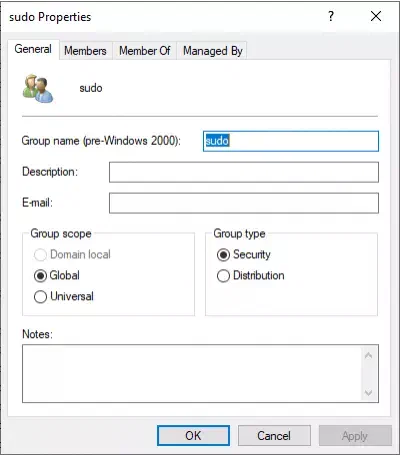 sudo Properties
? ×
General Members Member Of Managed By
sudo
Group name (pre-Windows 2000): sudo
Description:
E-mail:
Group scope Group type
Domain local Security
Global Distribution
Universal
Notes:
OK Cancel Apply